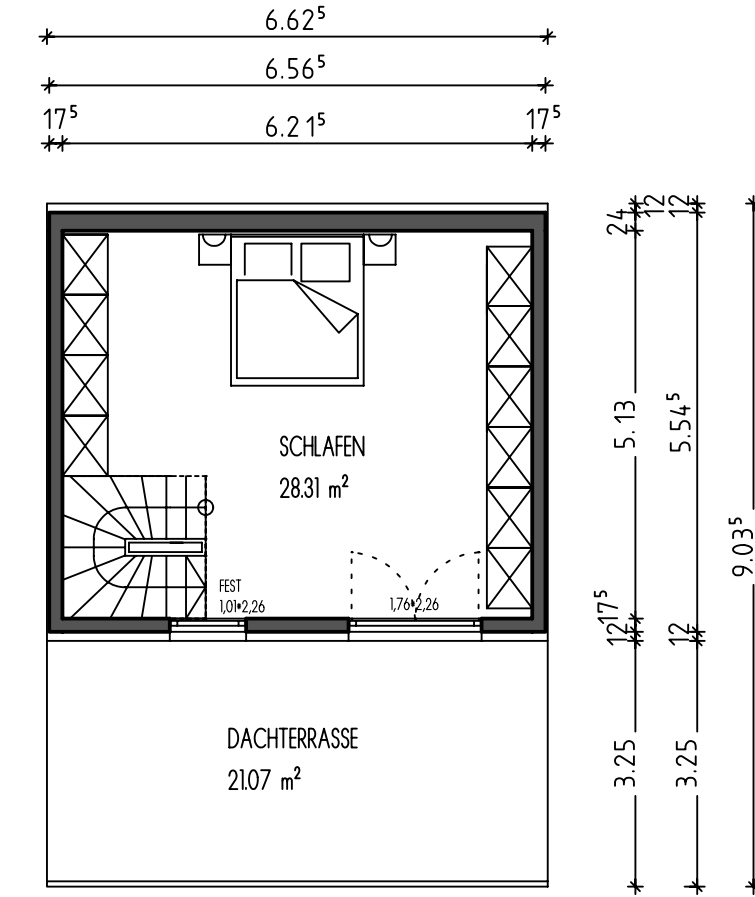 6.62⁵
6.56⁵
17⁵ 6.21⁵ 17⁵
24 12 12
5.13 5.54⁵
SCHLAFEN
28.31 m²
9.03⁵
FEST
1,01*2,26 1,76*2,26
17⁵
12 12
DACHTERRASSE
21.07 m²
3.25 3.25